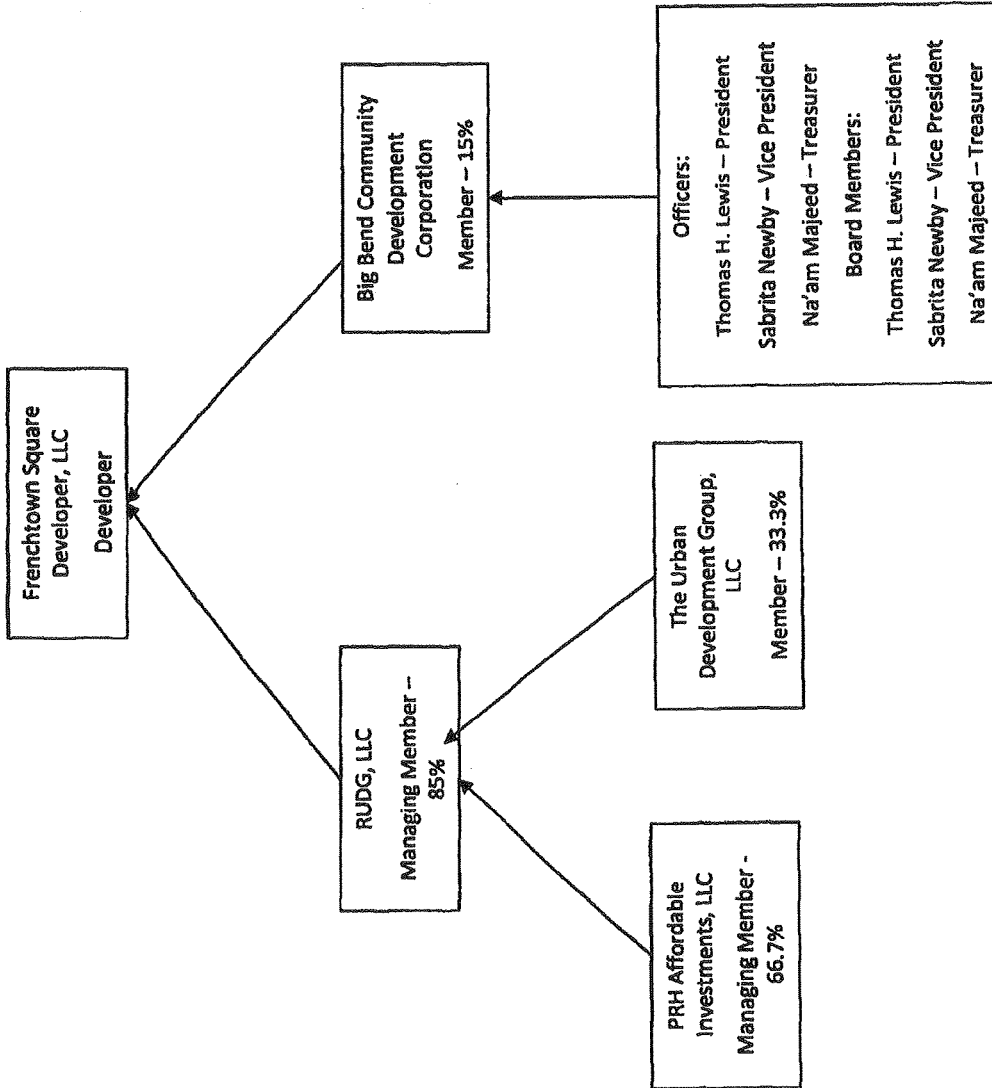 Frenchtown Square
Developer, LLC
Developer
RUDG, LLC
Managing Member –
85%
Big Bend Community
Development
Corporation
Member – 15%
PRH Affordable
Investments, LLC
Managing Member -
66.7%
The Urban
Development Group,
LLC
Member – 33.3%
Officers:
Thomas H. Lewis – President
Sabrita Newby – Vice President
Na'am Majeed – Treasurer
Board Members:
Thomas H. Lewis – President
Sabrita Newby – Vice President
Na'am Majeed – Treasurer